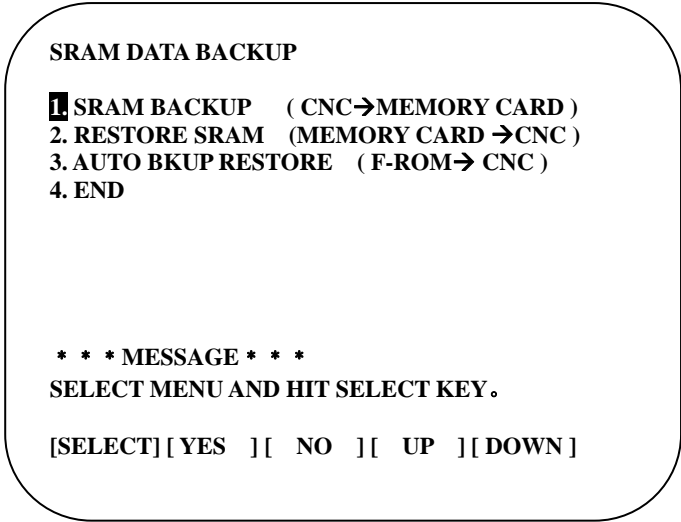 SRAM DATA BACKUP
1. SRAM BACKUP ( CNC→MEMORY CARD )
2. RESTORE SRAM (MEMORY CARD →CNC )
3. AUTO BKUP RESTORE ( F-ROM→ CNC )
4. END
* * * MESSAGE * * *
SELECT MENU AND HIT SELECT KEY。
[SELECT] [ YES ] [ NO ] [ UP ] [ DOWN ]